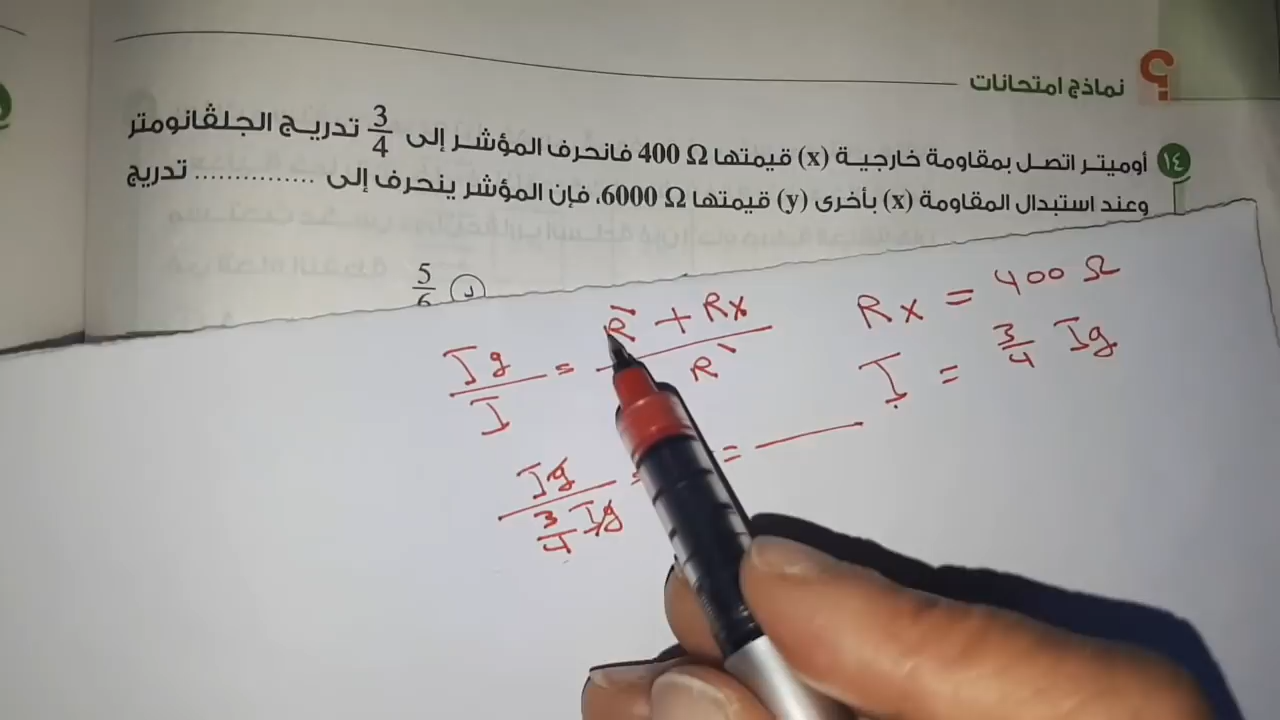 نماذج امتحانات
١٤ أوميتر اتصل بمقاومة خارجية (x) قيمتها 400 Ω فانحرف المؤشر إلى 3/4 تدريج الجلڤانومتر
وعند استبدال المقاومة (x) بأخرى (y) قيمتها 6000 Ω، فإن المؤشر ينحرف إلى .............. تدريج
د 5/6
Rx = 400 Ω
Ig/I = R̀ + Rx / R̀
I = 3/4 Ig
Ig / 3/4 Ig = =